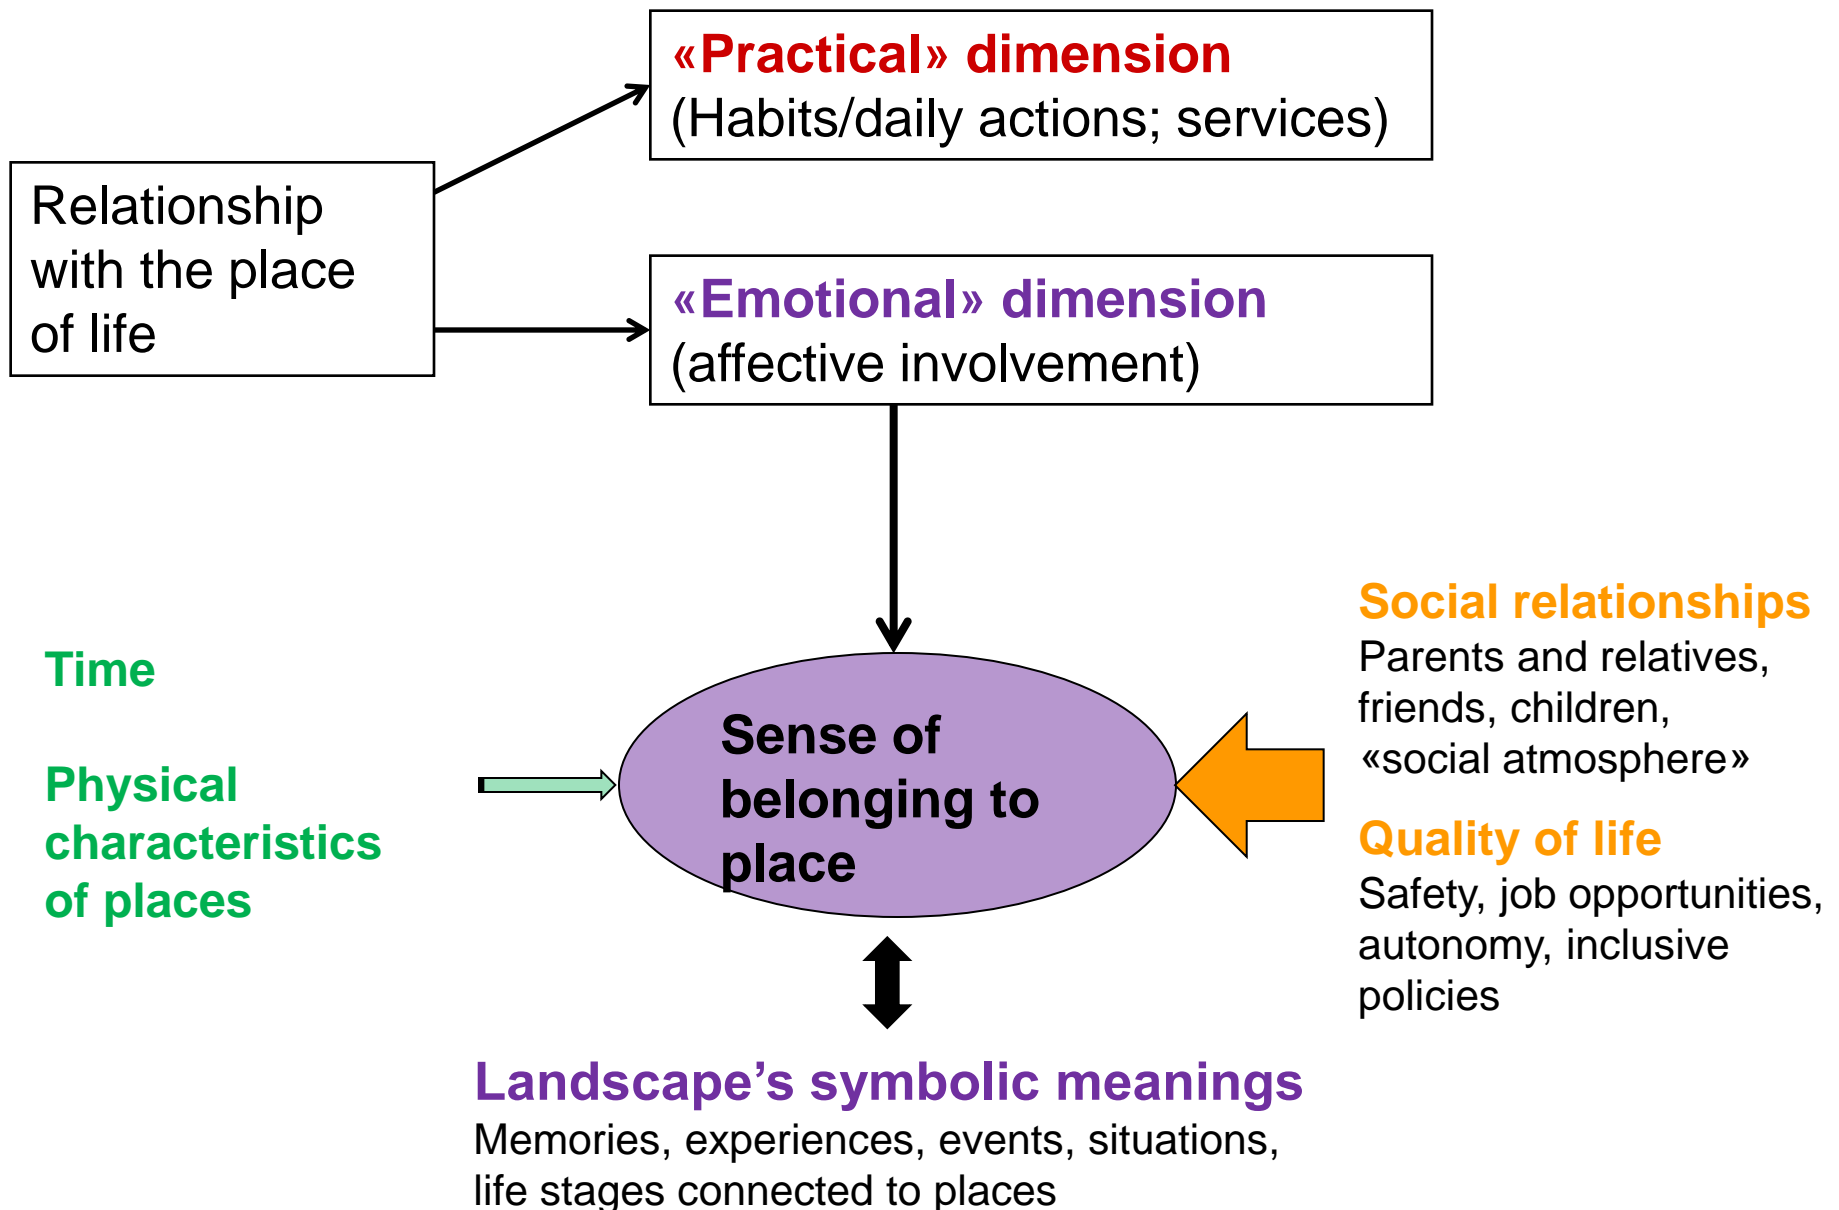 «Practical» dimension
(Habits/daily actions; services)
Relationship
with the place
of life
«Emotional» dimension
(affective involvement)
Time
Physical
characteristics
of places
Sense of
belonging to
place
Social relationships
Parents and relatives,
friends, children,
«social atmosphere»
Quality of life
Safety, job opportunities,
autonomy, inclusive
policies
Landscape’s symbolic meanings
Memories, experiences, events, situations,
life stages connected to places